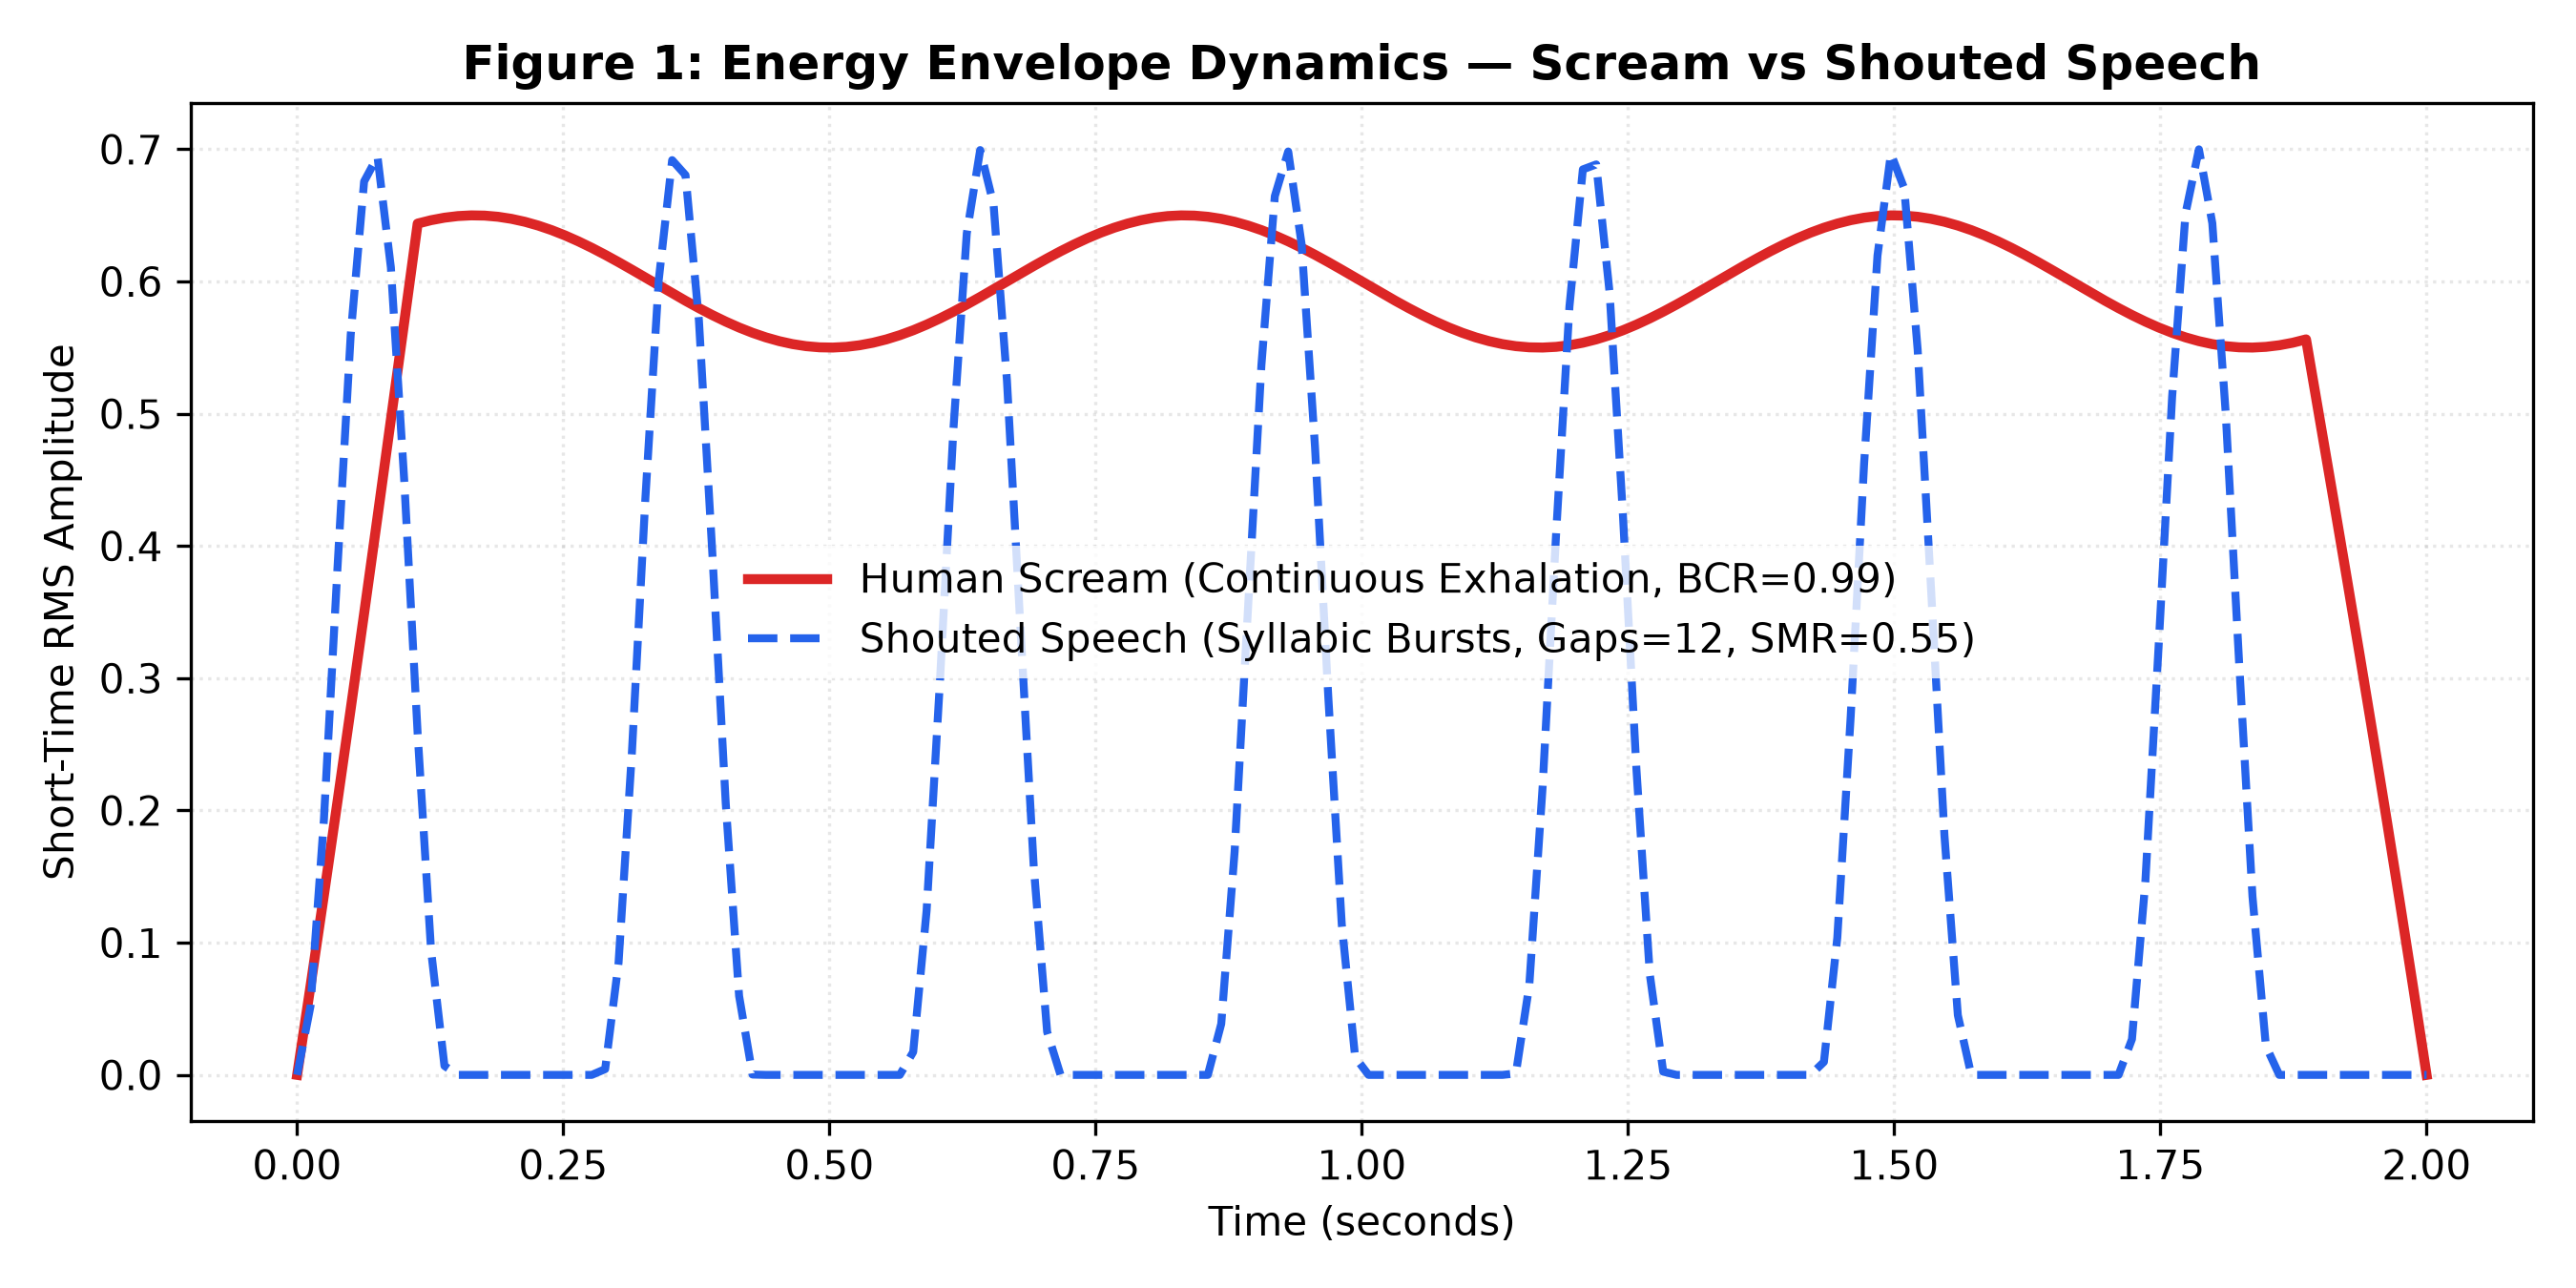 Figure 1: Energy Envelope Dynamics — Scream vs Shouted Speech
Short-Time RMS Amplitude
0.7
0.6
0.5
0.4
0.3
0.2
0.1
0.0
Human Scream (Continuous Exhalation, BCR=0.99)
Shouted Speech (Syllabic Bursts, Gaps=12, SMR=0.55)
0.00 0.25 0.50 0.75 1.00 1.25 1.50 1.75 2.00
Time (seconds)